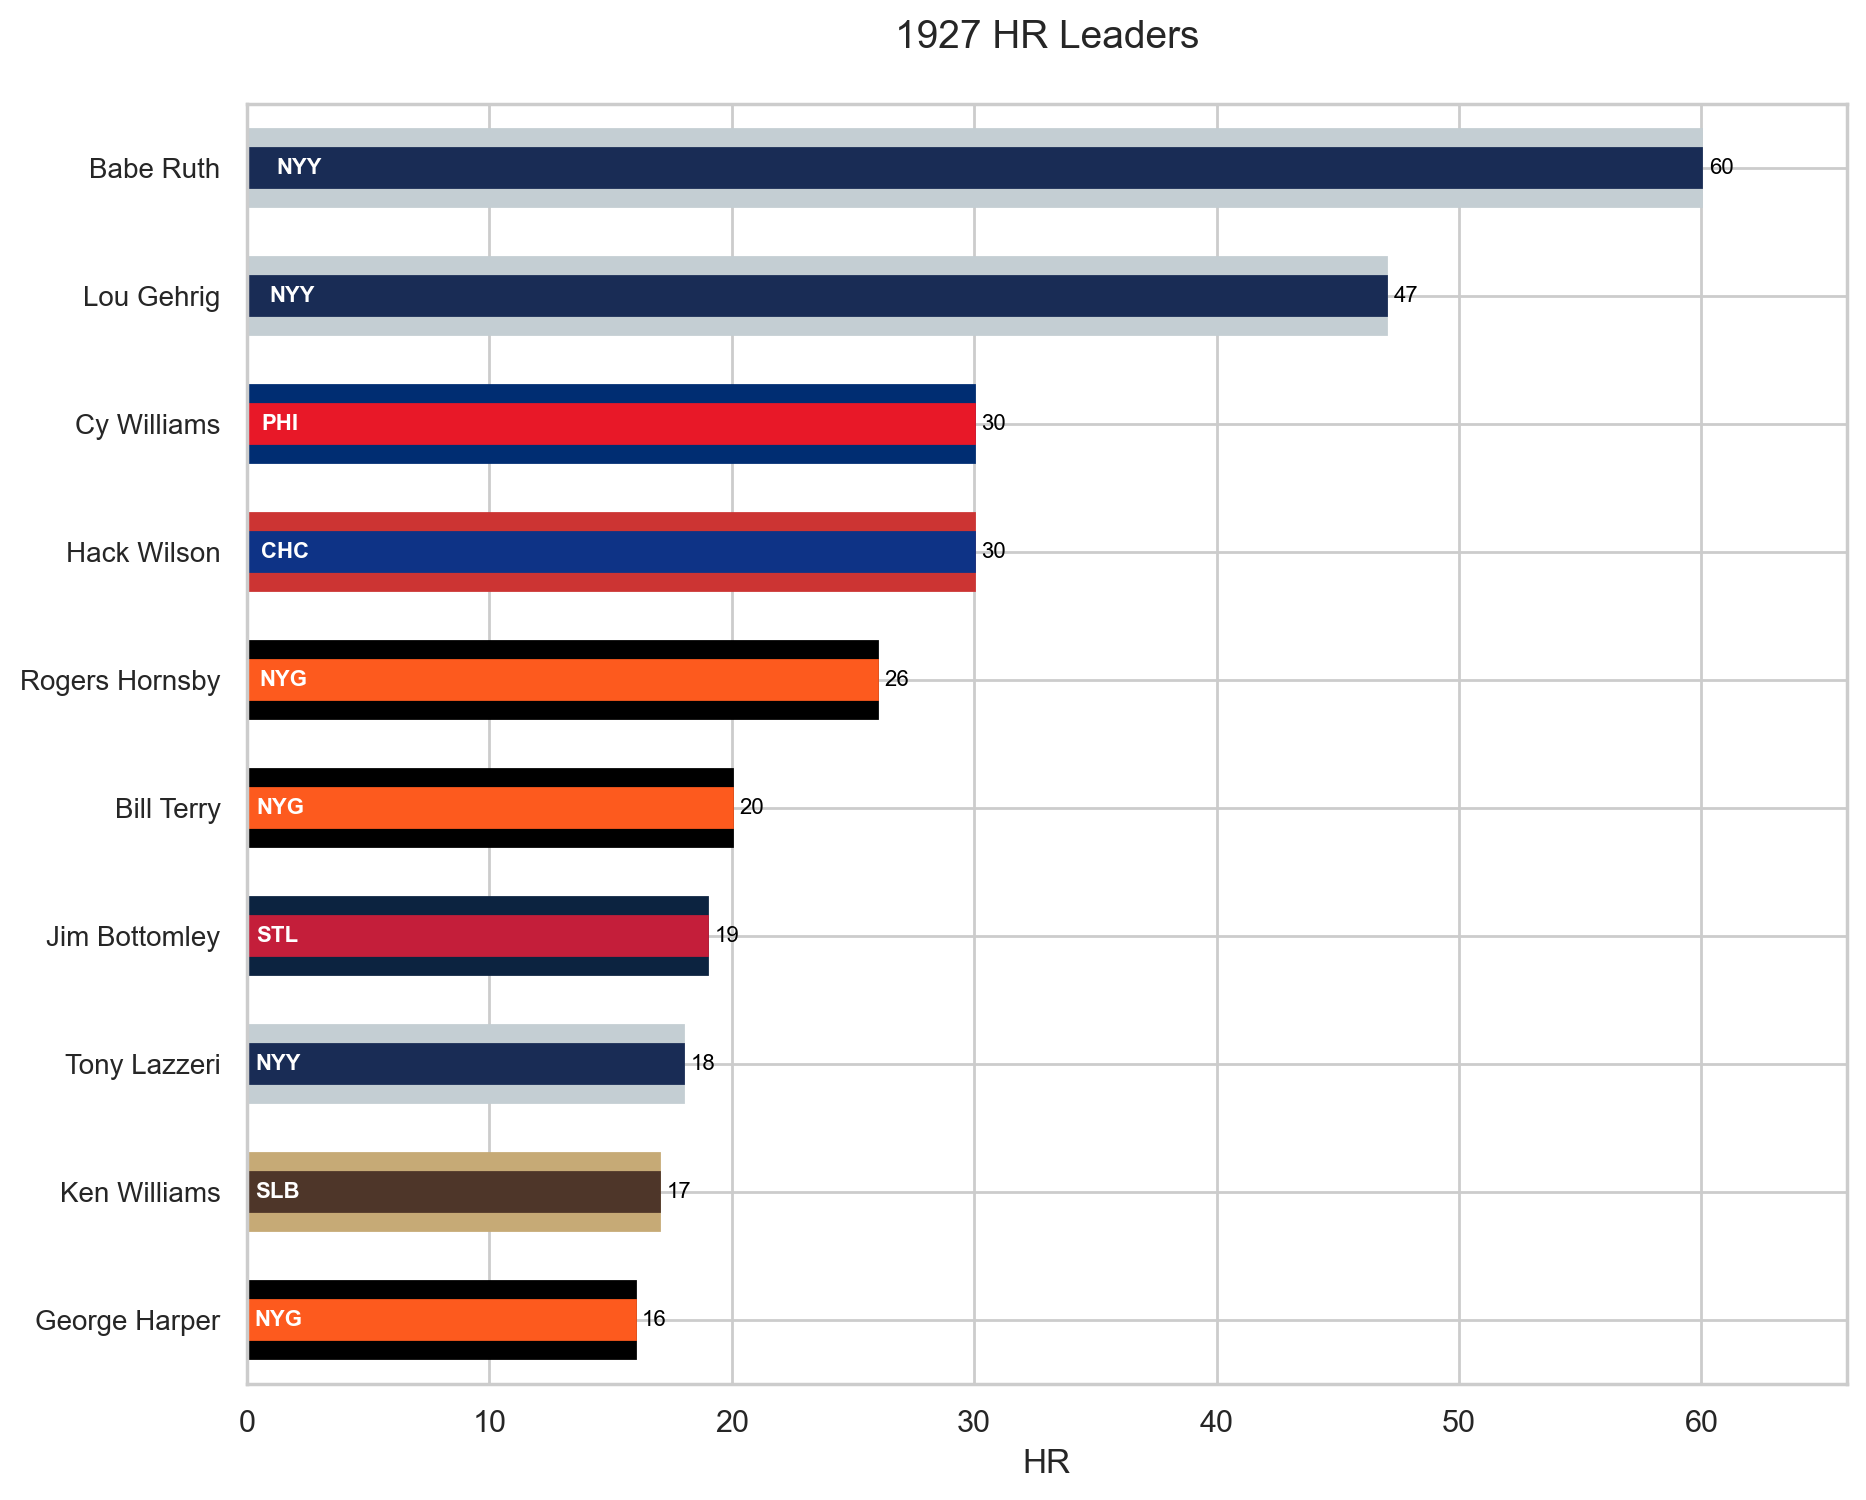 1927 HR Leaders
Babe Ruth NYY 60
Lou Gehrig NYY 47
Cy Williams PHI 30
Hack Wilson CHC 30
Rogers Hornsby NYG 26
Bill Terry NYG 20
Jim Bottomley STL 19
Tony Lazzeri NYY 18
Ken Williams SLB 17
George Harper NYG 16
0 10 20 30 40 50 60
HR